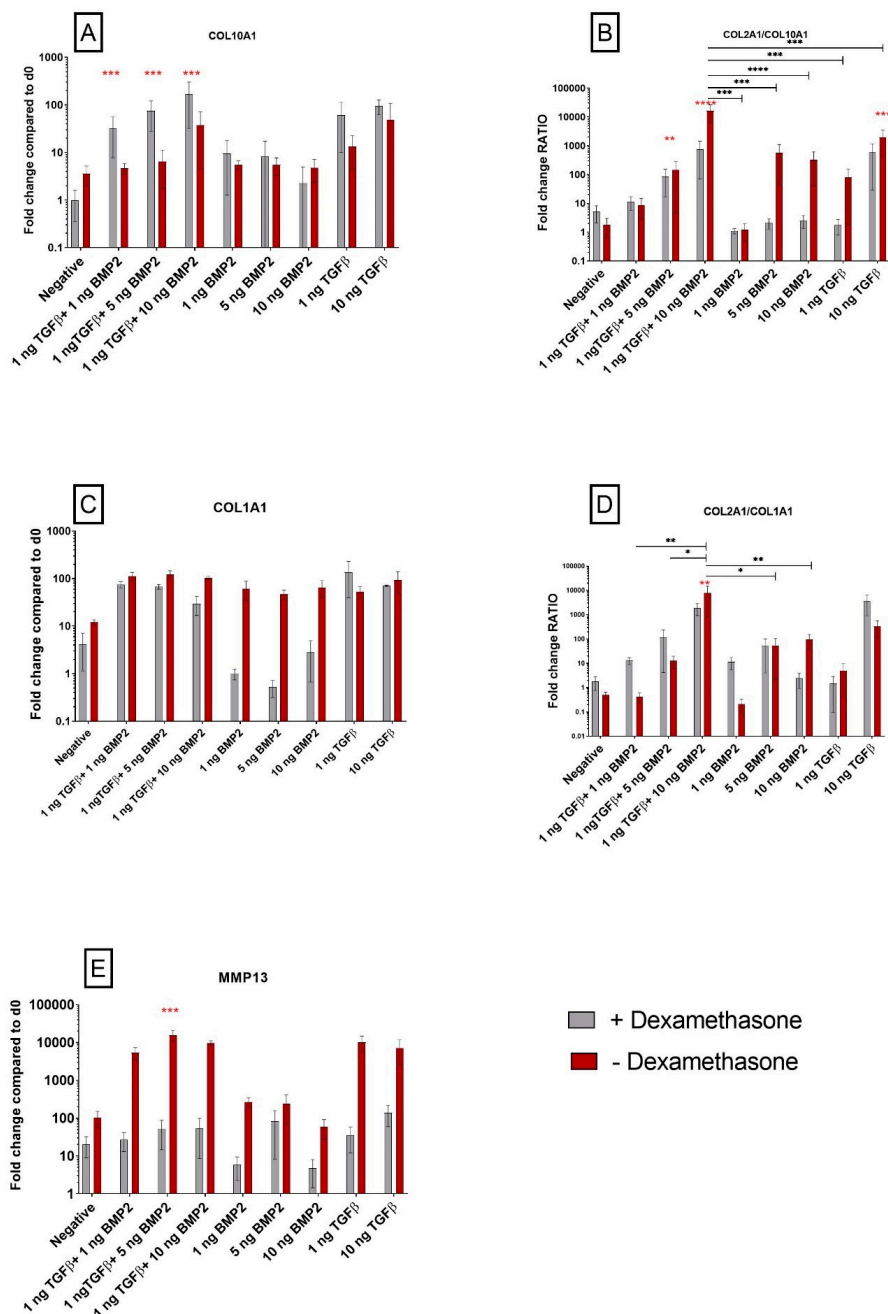 A
COL10A1
Fold change compared to d0
1000
100
10
1
0.1
***
***
***
Negative
1 ng TGFβ+ 1 ng BMP2
1 ngTGFβ+ 5 ng BMP2
1 ng TGFβ+ 10 ng BMP2
1 ng BMP2
5 ng BMP2
10 ng BMP2
1 ng TGFβ
10 ng TGFβ
B
COL2A1/COL10A1
Fold change RATIO
100000
10000
1000
100
10
1
0.1
***
***
****
***
***
****
**
***
Negative
1 ng TGFβ+ 1 ng BMP2
1 ngTGFβ+ 5 ng BMP2
1 ng TGFβ+ 10 ng BMP2
1 ng BMP2
5 ng BMP2
10 ng BMP2
1 ng TGFβ
10 ng TGFβ
C
COL1A1
Fold change compared to d0
1000
100
10
1
0.1
Negative
1 ng TGFβ+ 1 ng BMP2
1 ngTGFβ+ 5 ng BMP2
1 ng TGFβ+ 10 ng BMP2
1 ng BMP2
5 ng BMP2
10 ng BMP2
1 ng TGFβ
10 ng TGFβ
D
COL2A1/COL1A1
Fold change RATIO
100000
10000
1000
100
10
1
0.1
0.01
**
*
**
*
**
Negative
1 ng TGFβ+ 1 ng BMP2
1 ngTGFβ+ 5 ng BMP2
1 ng TGFβ+ 10 ng BMP2
1 ng BMP2
5 ng BMP2
10 ng BMP2
1 ng TGFβ
10 ng TGFβ
E
MMP13
Fold change compared to d0
100000
10000
1000
100
10
1
***
Negative
1 ng TGFβ+ 1 ng BMP2
1 ngTGFβ+ 5 ng BMP2
1 ng TGFβ+ 10 ng BMP2
1 ng BMP2
5 ng BMP2
10 ng BMP2
1 ng TGFβ
10 ng TGFβ
+ Dexamethasone
- Dexamethasone